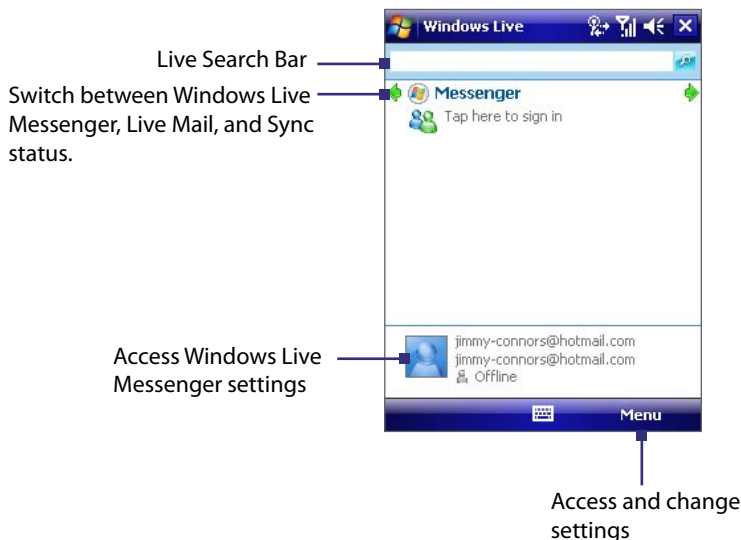 Windows Live
Live Search Bar
Switch between Windows Live
Messenger, Live Mail, and Sync
status.
Messenger
Tap here to sign in
Access Windows Live
Messenger settings
jimmy-connors@hotmail.com
jimmy-connors@hotmail.com
Offline
Menu
Access and change
settings